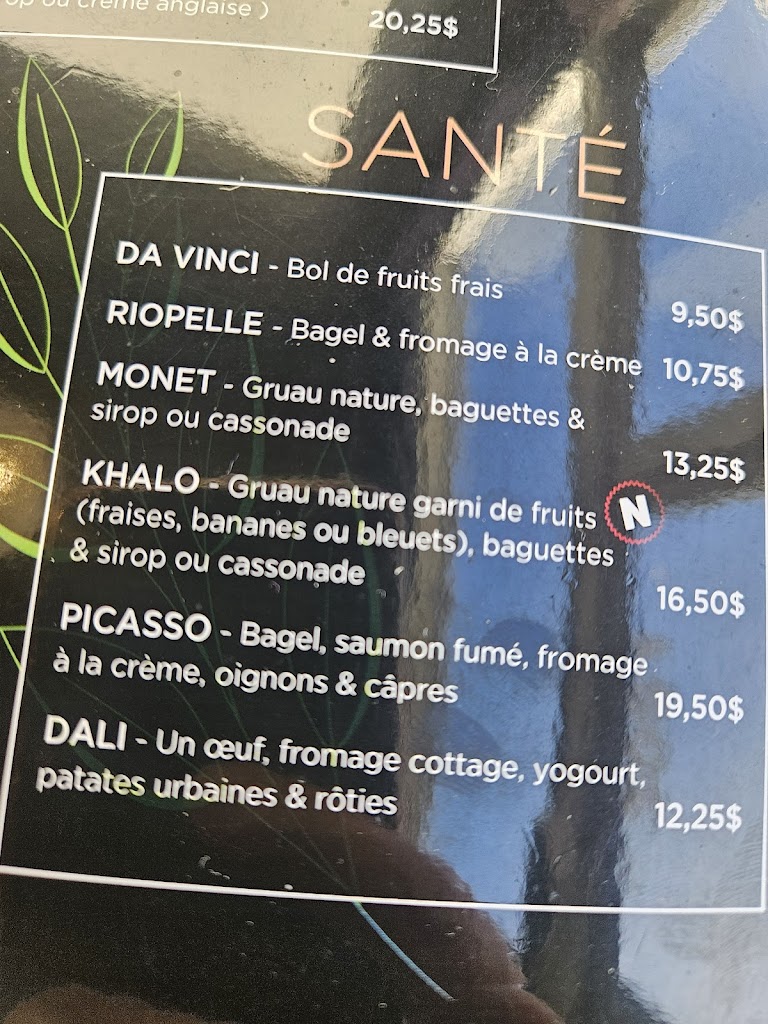 ou crème anglaise )
20,25$
SANTÉ
DA VINCI - Bol de fruits frais
9,50$
RIOPELLE - Bagel & fromage à la crème 10,75$
MONET - Gruau nature, baguettes &
sirop ou cassonade
13,25$
KHALO - Gruau nature garni de fruits N
(fraises, bananes ou bleuets), baguettes
& sirop ou cassonade
16,50$
PICASSO - Bagel, saumon fumé, fromage
à la crème, oignons & câpres
19,50$
DALI - Un œuf, fromage cottage, yogourt,
patates urbaines & rôties
12,25$